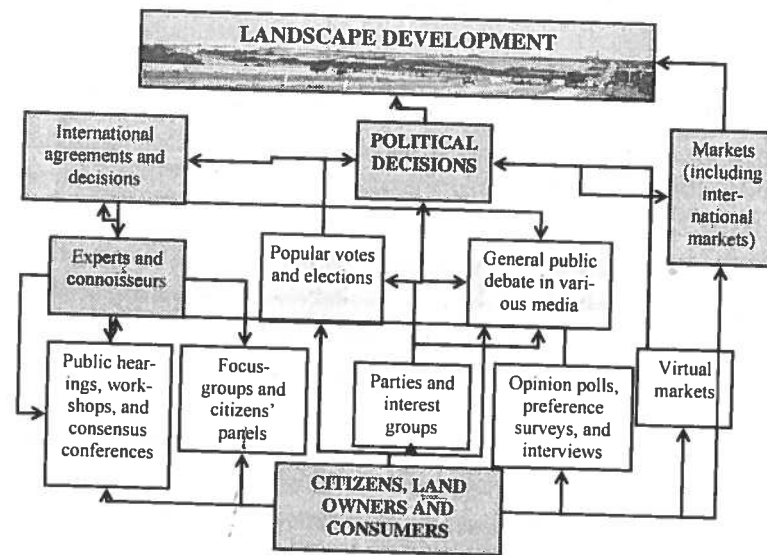 LANDSCAPE DEVELOPMENT
International
agreements and
decisions
POLITICAL
DECISIONS
Markets
(including
inter-
national
markets)
Experts and
connoisseurs
Popular votes
and elections
General public
debate in vari-
ous media
Public hear-
ings, work-
shops, and
consensus
conferences
Focus-
groups and
citizens'
panels
Parties and
interest
groups
Opinion polls,
preference
surveys, and
interviews
Virtual
markets
CITIZENS, LAND
OWNERS AND
CONSUMERS